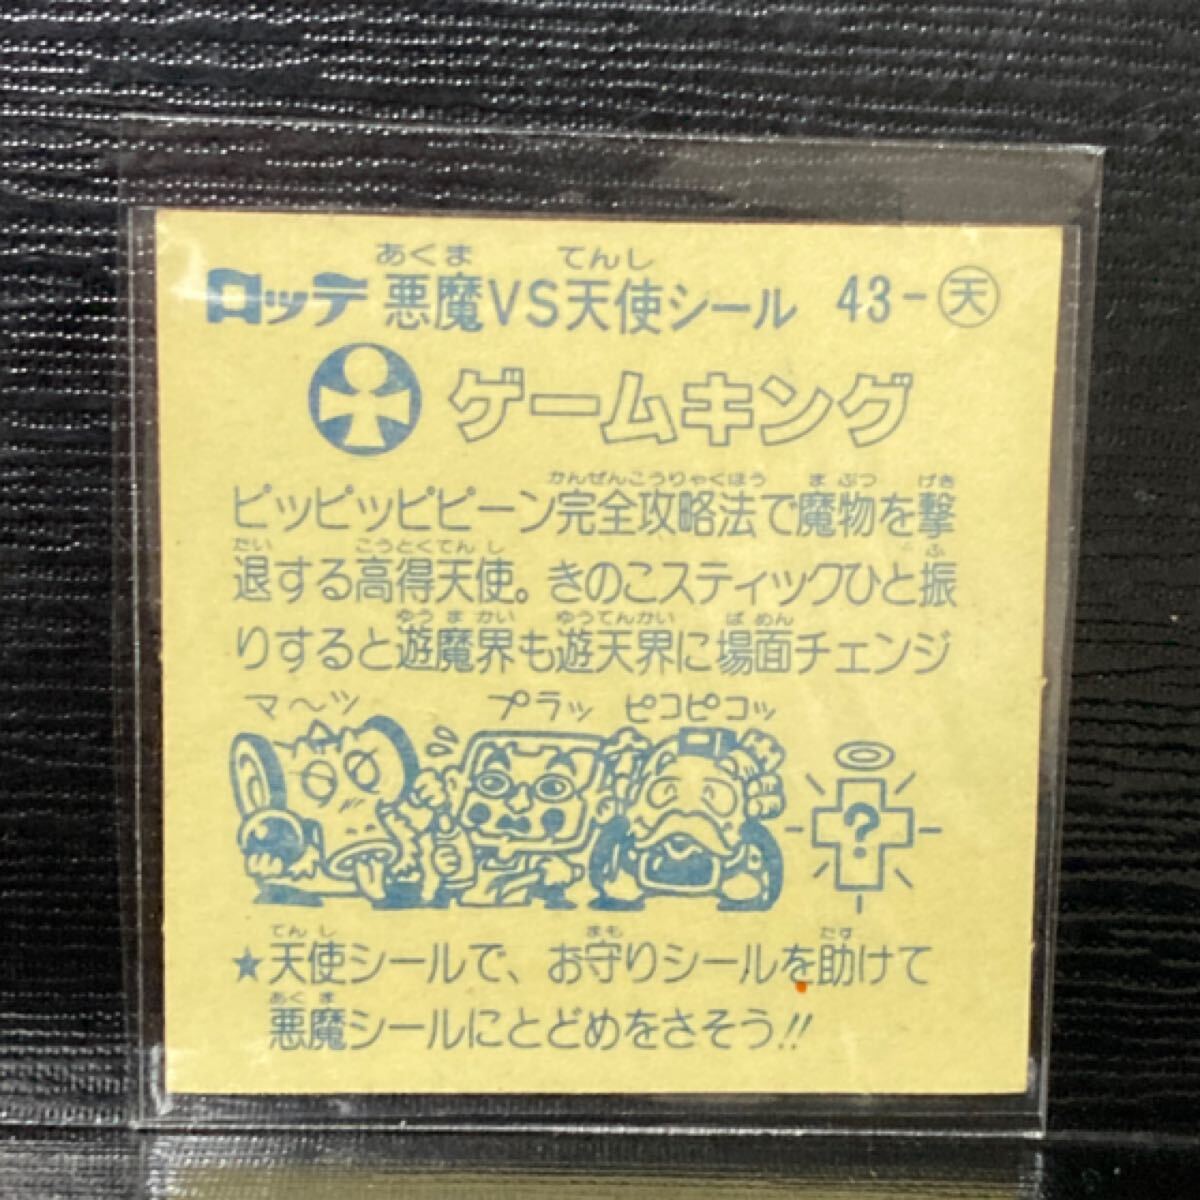 あくま てんし
ロッテ 悪魔VS天使シール 43-天
ゲームキング
かんぜんこうりゃくほう まぶつ げき
ピッピッピピーン完全攻略法で魔物を撃
たい こうとくてんし ふ
退する高得天使。きのこスティックひと振
ゆうまかい ゆうてんかい ばめん
りすると遊魔界も遊天界に場面チェンジ
マ〜ッ プラッ ピコピコッ
?
てんし まも たす
★天使シールで、お守りシールを助けて
あくま
悪魔シールにとどめをさそう!!